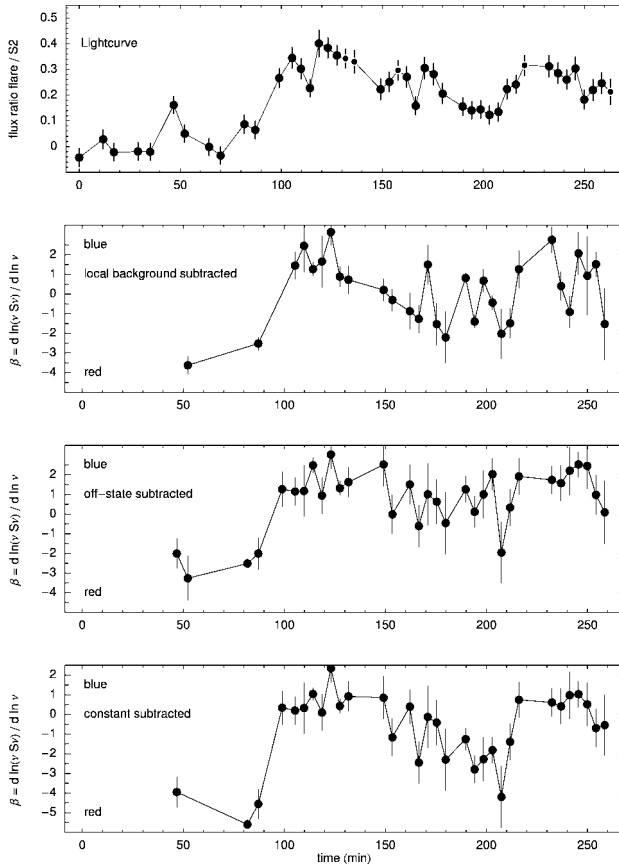 0.5
0.4
0.3
0.2
0.1
0
flux ratio flare / S2
Lightcurve
0 50 100 150 200 250
2
1
0
−1
−2
−3
−4
β = d ln(ν Sν) / d ln ν
blue
local background subtracted
red
0 50 100 150 200 250
2
1
0
−1
−2
−3
−4
β = d ln(ν Sν) / d ln ν
blue
off−state subtracted
red
0 50 100 150 200 250
2
1
0
−1
−2
−3
−4
−5
β = d ln(ν Sν) / d ln ν
blue
constant subtracted
red
0 50 100 150 200 250
time (min)